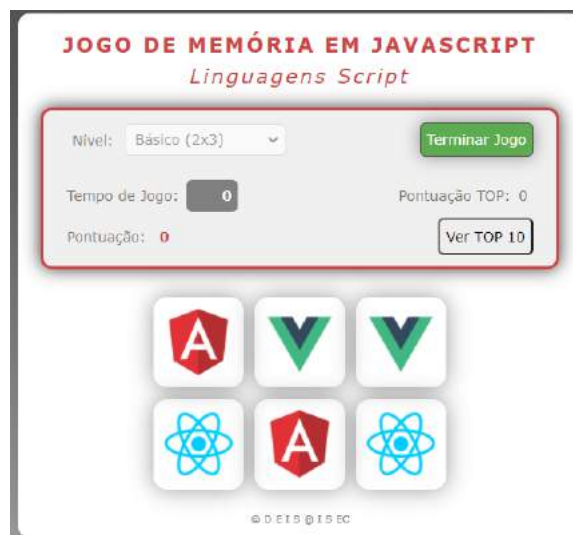 JOGO DE MEMÓRIA EM JAVASCRIPT
Linguagens Script
Nível: Básico (2x3) Terminar Jogo
Tempo de Jogo: 0 Pontuação TOP: 0
Pontuação: 0 Ver TOP 10
A
A
© DEIS@ISEC